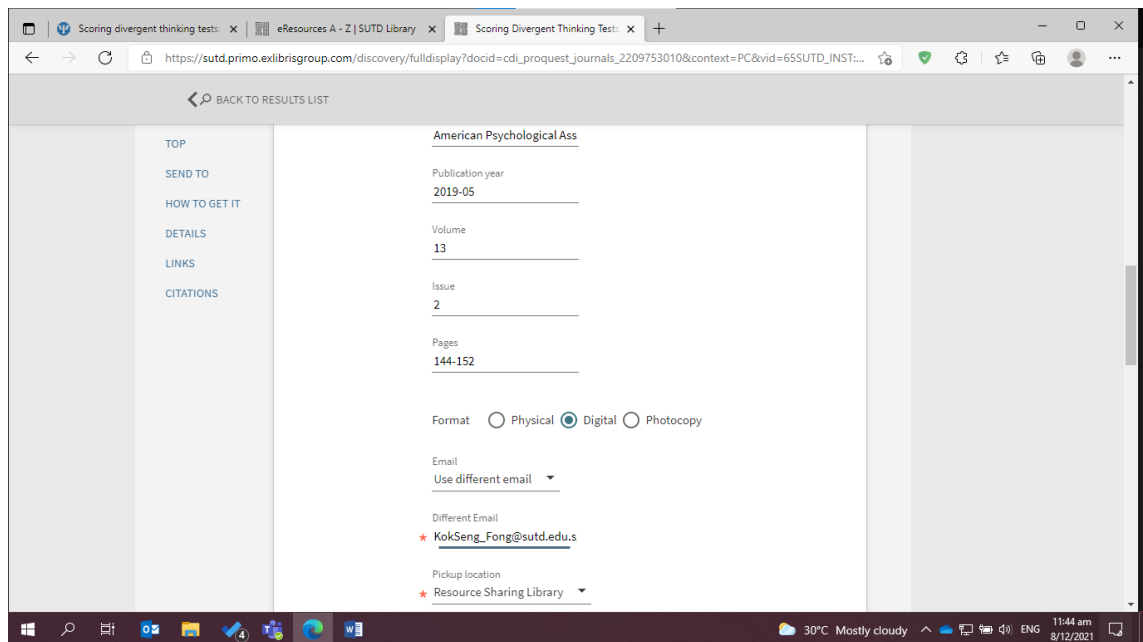 Scoring divergent thinking tests:
eResources A - Z | SUTD Library
Scoring Divergent Thinking Tests
https://sutd.primo.exlibrisgroup.com/discovery/fulldisplay?docid=cdi_proquest_journals_2209753010&context=PC&vid=65SUTD_INST:...
BACK TO RESULTS LIST
TOP
SEND TO
HOW TO GET IT
DETAILS
LINKS
CITATIONS
American Psychological Ass
Publication year
2019-05
Volume
13
Issue
2
Pages
144-152
Format Physical Digital Photocopy
Email
Use different email
Different Email
* KokSeng_Fong@sutd.edu.s
Pickup location
* Resource Sharing Library
4
30°C Mostly cloudy
ENG
11:44 am
8/12/2021